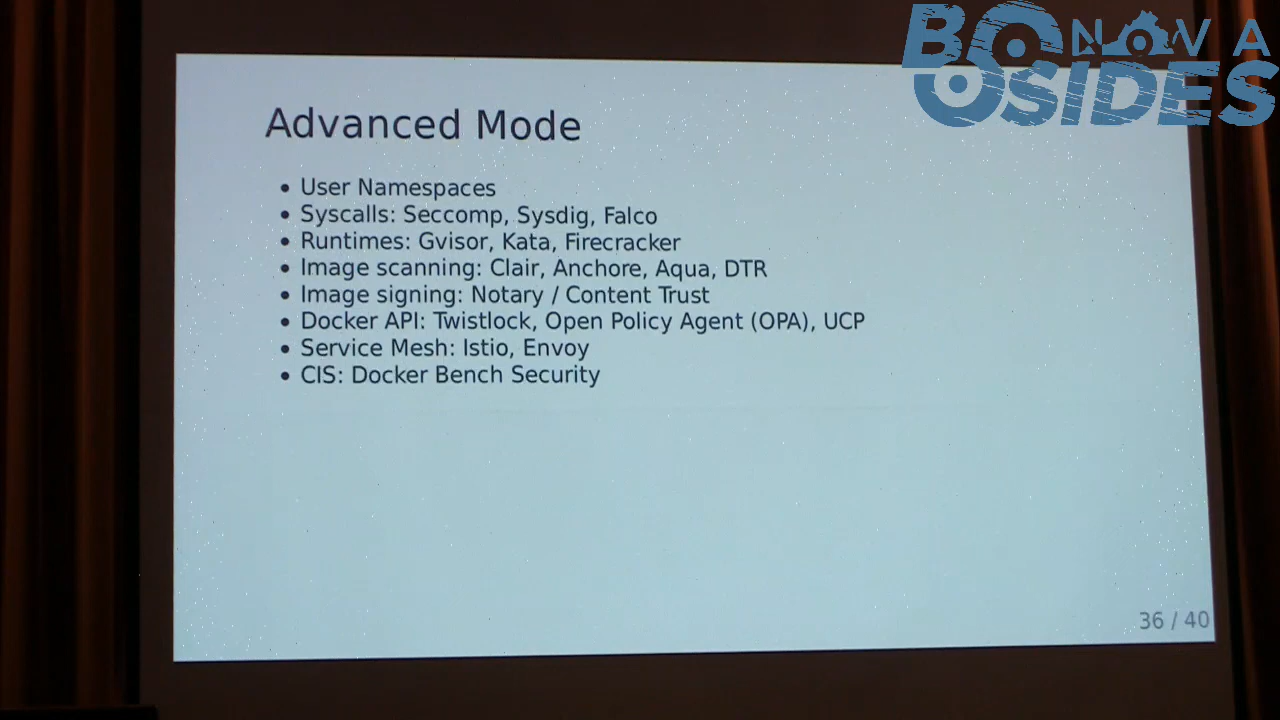 BSIDES
NOVA
Advanced Mode
• User Namespaces
• Syscalls: Seccomp, Sysdig, Falco
• Runtimes: Gvisor, Kata, Firecracker
• Image scanning: Clair, Anchore, Aqua, DTR
• Image signing: Notary / Content Trust
• Docker API: Twistlock, Open Policy Agent (OPA), UCP
• Service Mesh: Istio, Envoy
• CIS: Docker Bench Security
36 / 40